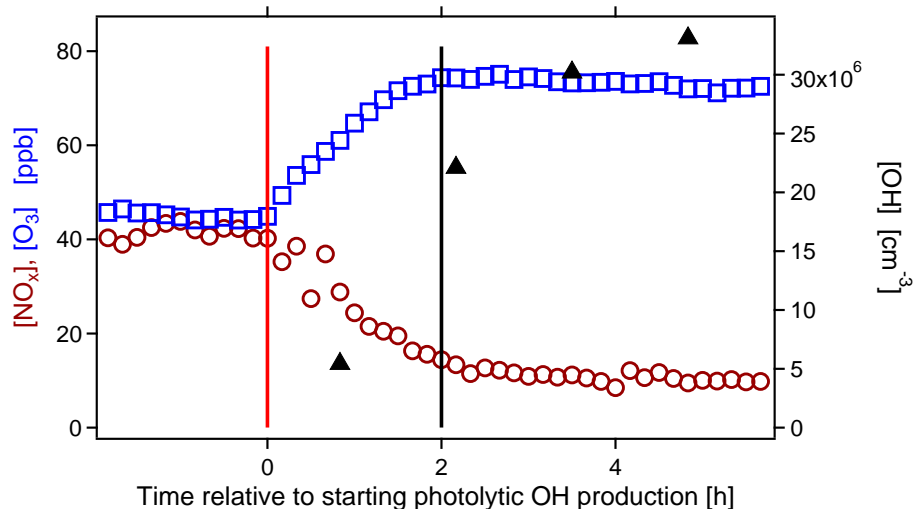 [NOx], [O3] [ppb]
80
60
40
20
0
30x10^6
25
20
15
10
5
0
[OH] [cm^-3]
0 2 4
Time relative to starting photolytic OH production [h]